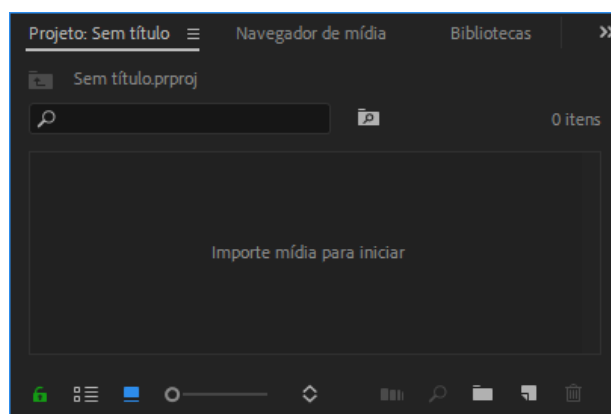 Projeto: Sem título Navegador de mídia Bibliotecas
Sem título.prproj
0 itens
Importe mídia para iniciar